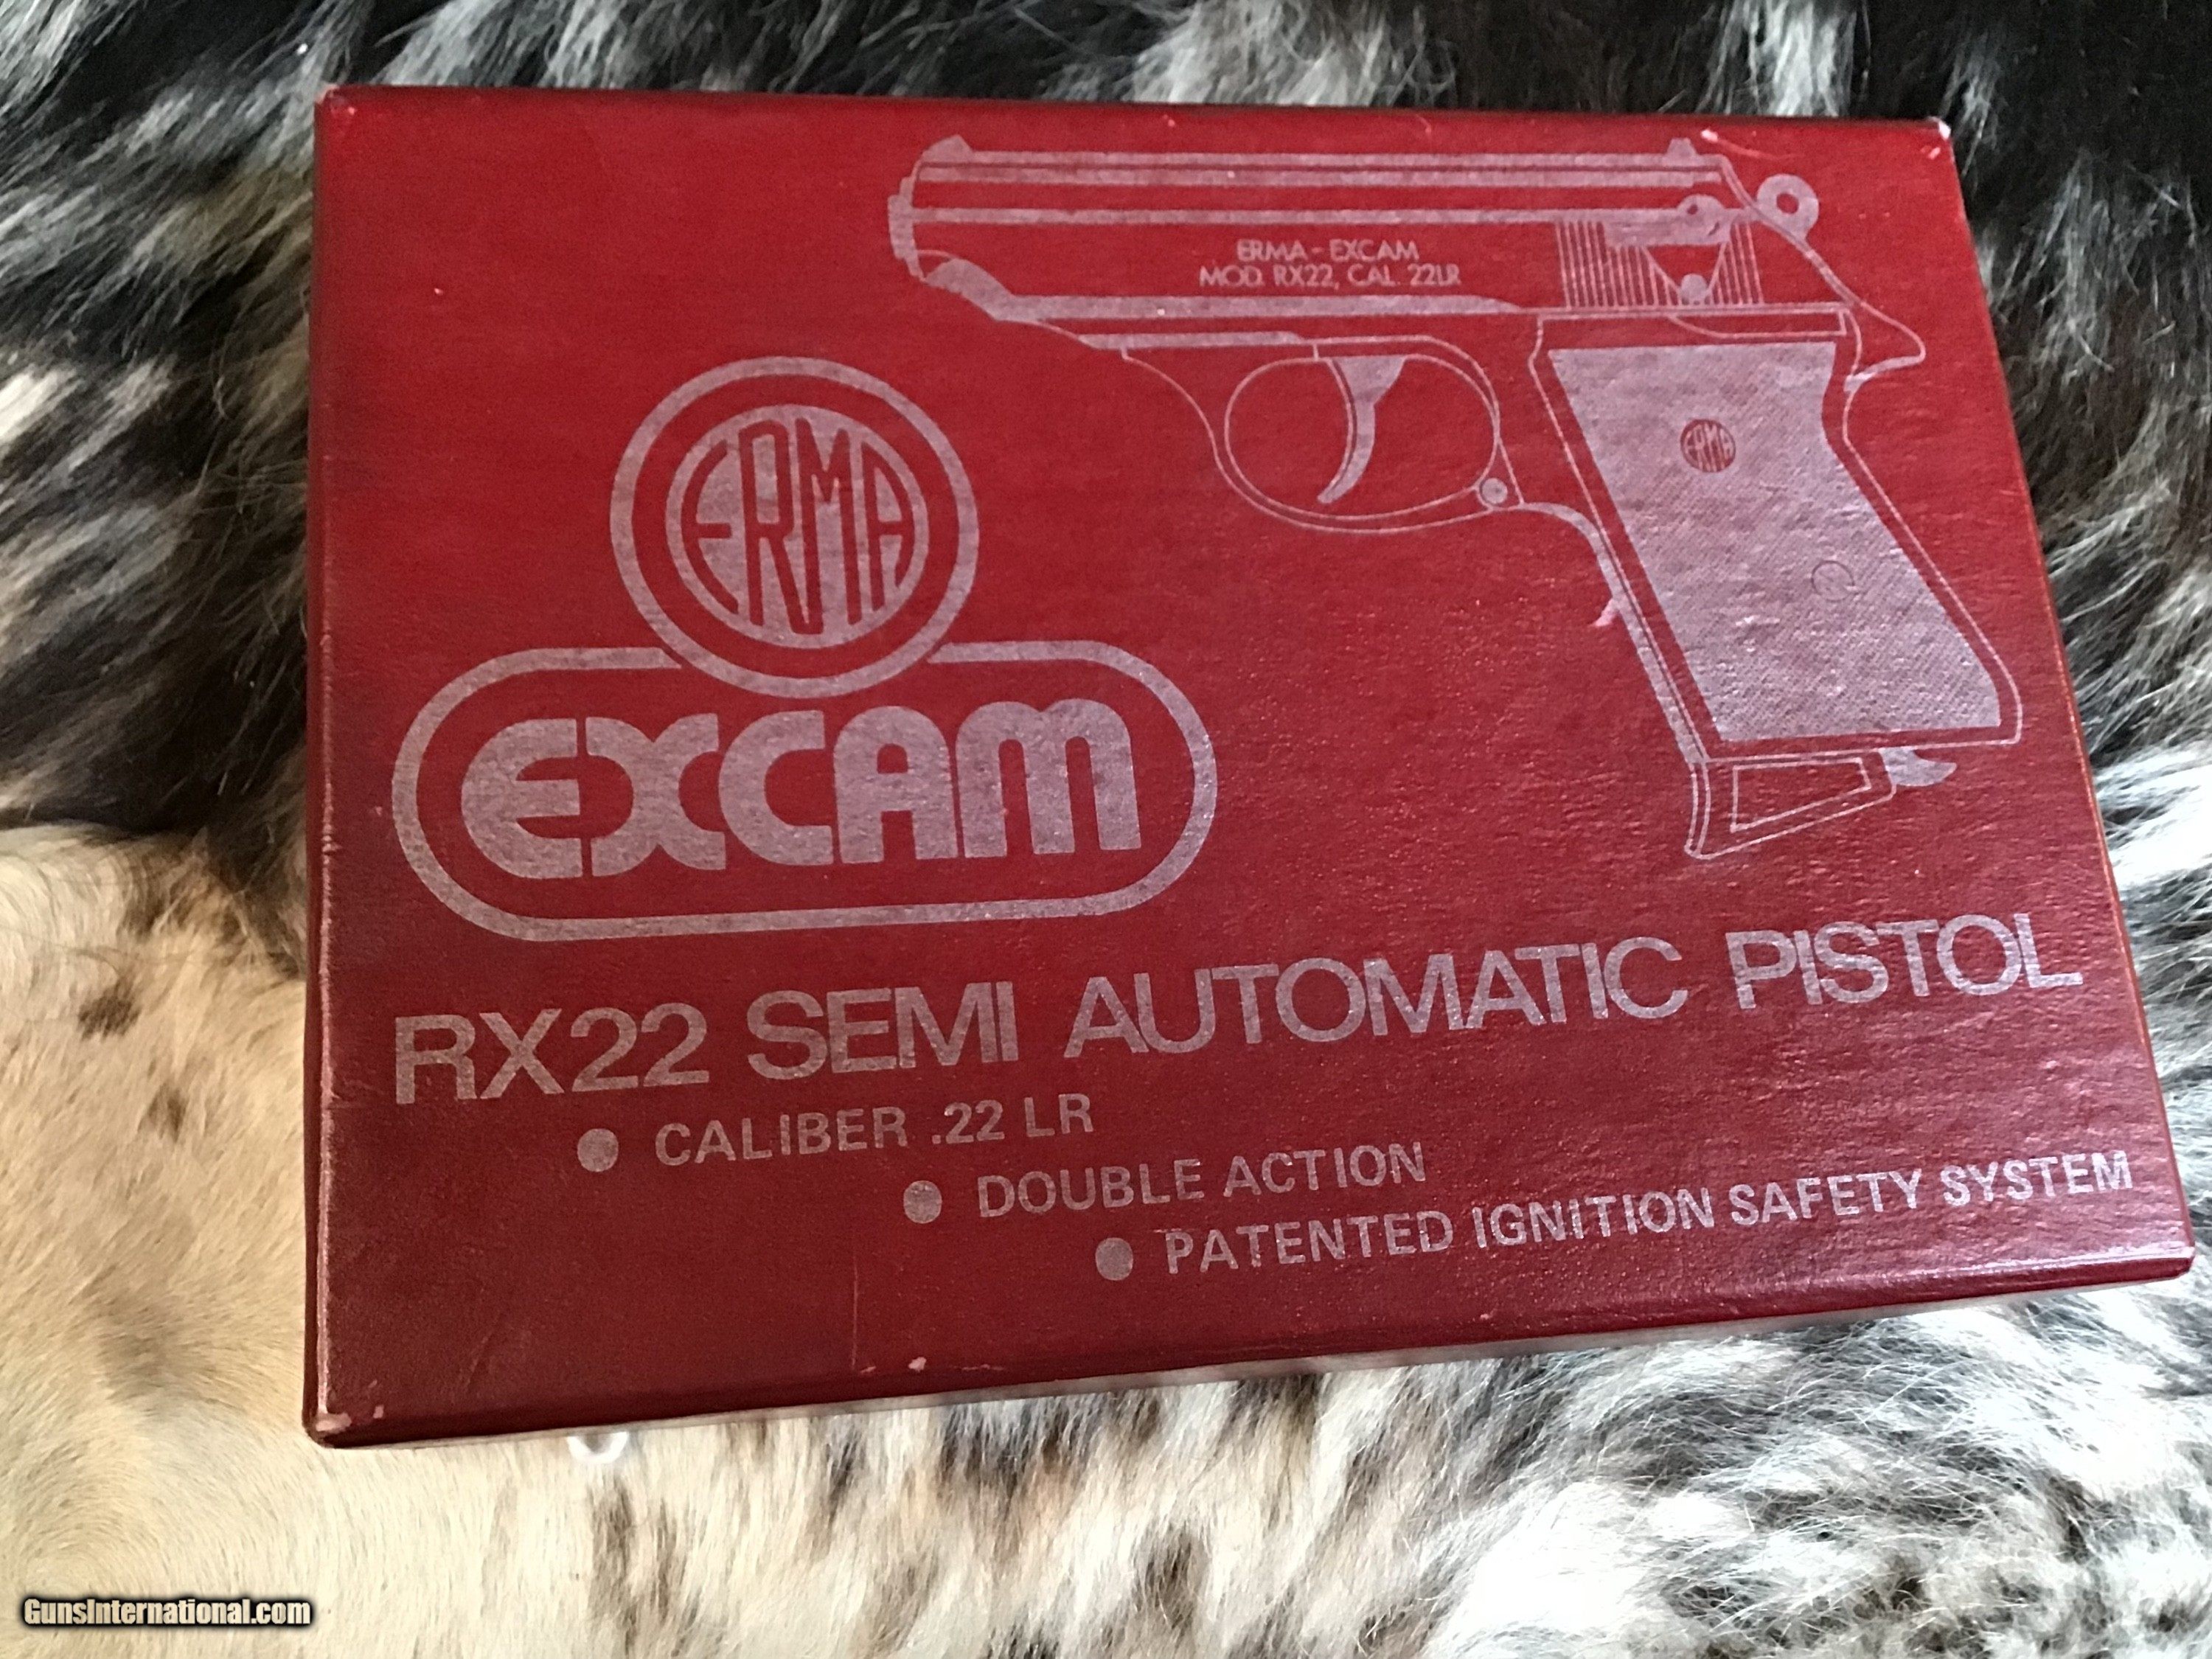 ERMA - EXCAM
MOD. RX22, CAL. 22LR
ERMA
ERMA
EXCAM
RX22 SEMI AUTOMATIC PISTOL
● CALIBER .22 LR
● DOUBLE ACTION
● PATENTED IGNITION SAFETY SYSTEM
GunsInternational.com